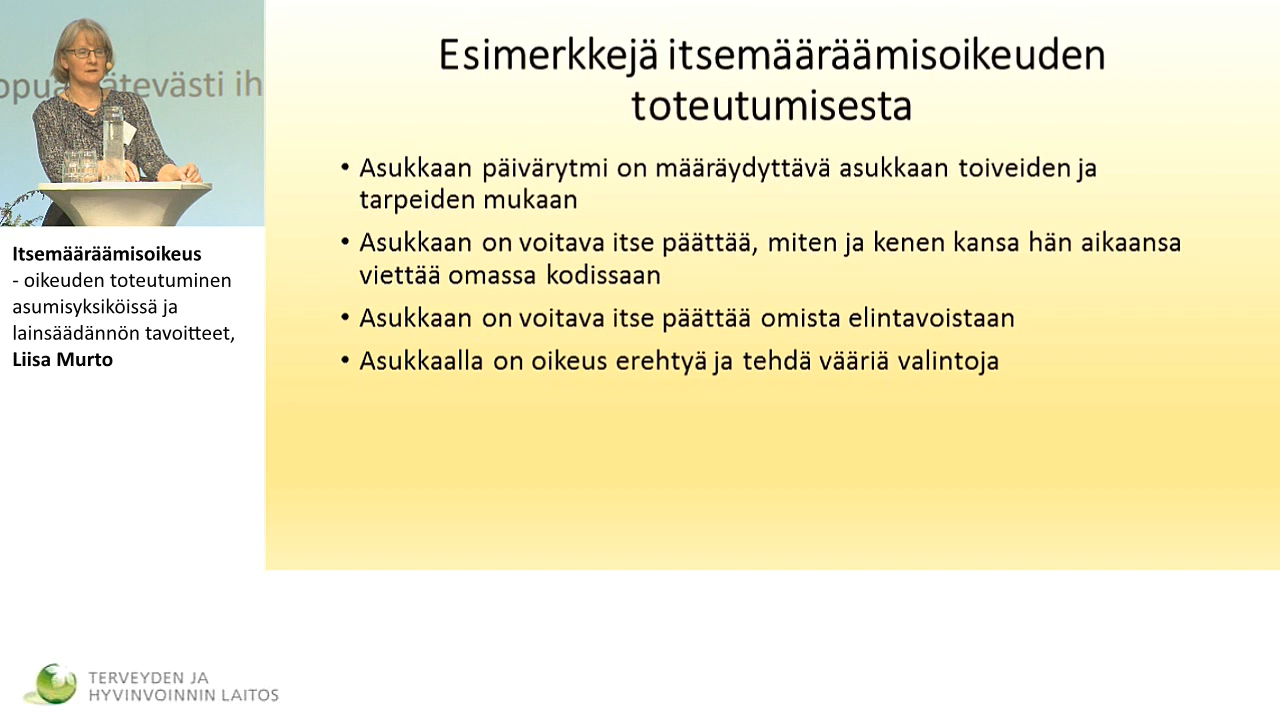 Esimerkkejä itsemääräämisoikeuden
toteutumisesta
• Asukkaan päivärytmi on määräydyttävä asukkaan toiveiden ja
tarpeiden mukaan
• Asukkaan on voitava itse päättää, miten ja kenen kansa hän aikaansa
viettää omassa kodissaan
• Asukkaan on voitava itse päättää omista elintavoistaan
• Asukkaalla on oikeus erehtyä ja tehdä vääriä valintoja
Itsemääräämisoikeus
- oikeuden toteutuminen
asumisyksiköissä ja
lainsäädännön tavoitteet,
Liisa Murto
TERVEYDEN JA
HYVINVOINNIN LAITOS